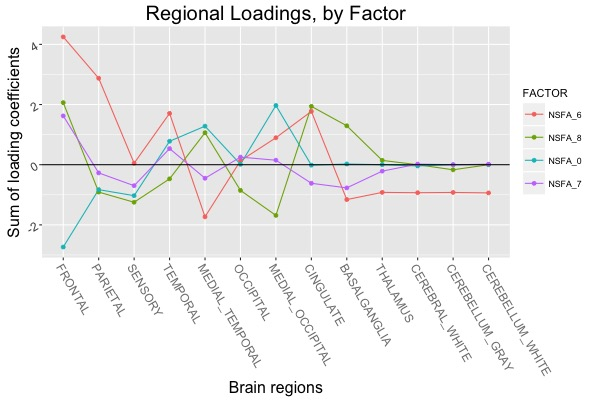 Regional Loadings, by Factor
Sum of loading coefficients
4
2
0
-2
FRONTAL
PARIETAL
SENSORY
TEMPORAL
MEDIAL_TEMPORAL
OCCIPITAL
MEDIAL_OCCIPITAL
CINGULATE
BASALGANGLIA
THALAMUS
CEREBRAL_WHITE
CEREBELLUM_GRAY
CEREBELLUM_WHITE
Brain regions
FACTOR
NSFA_6
NSFA_8
NSFA_0
NSFA_7